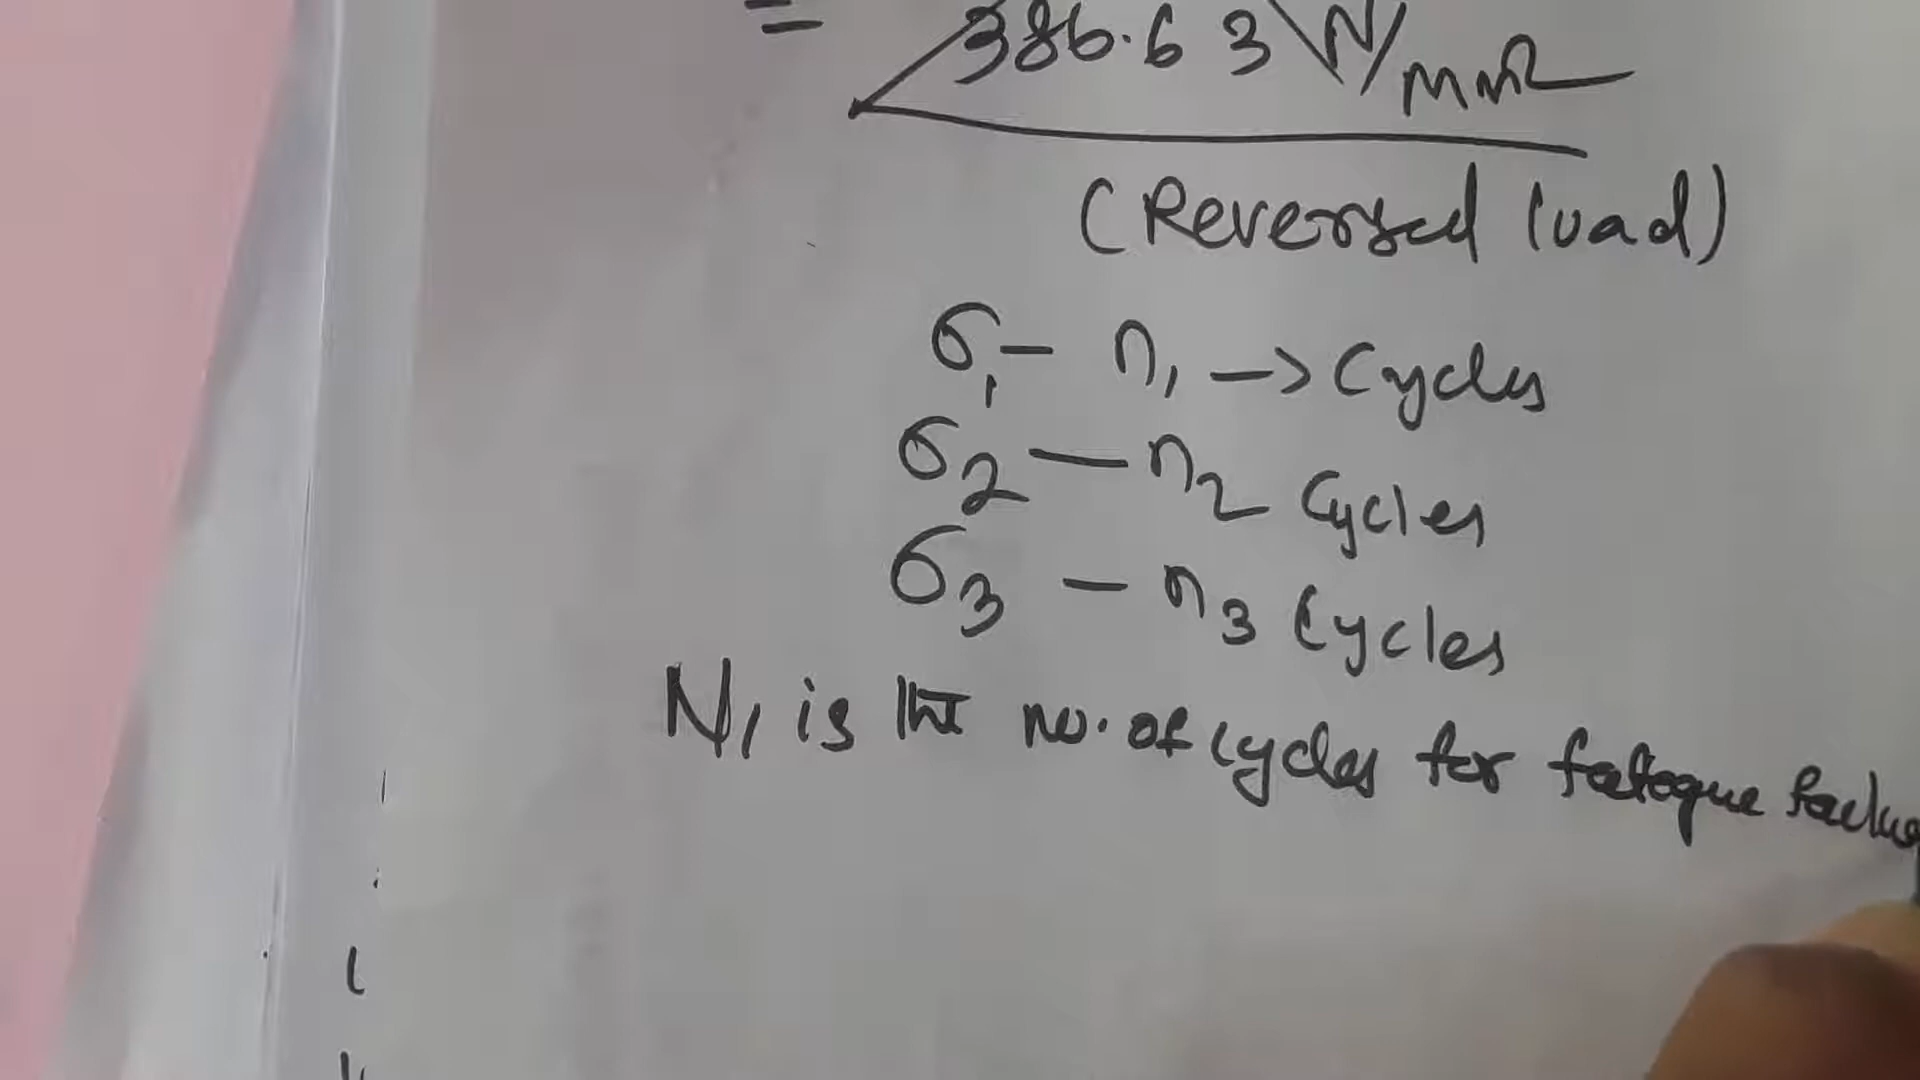 = 386.63 N/mm2
(Reversed load)
σ1 - n1 -> Cycles
σ2 - n2 Cycles
σ3 - n3 Cycles
N1 is the no. of cycles for fatogue